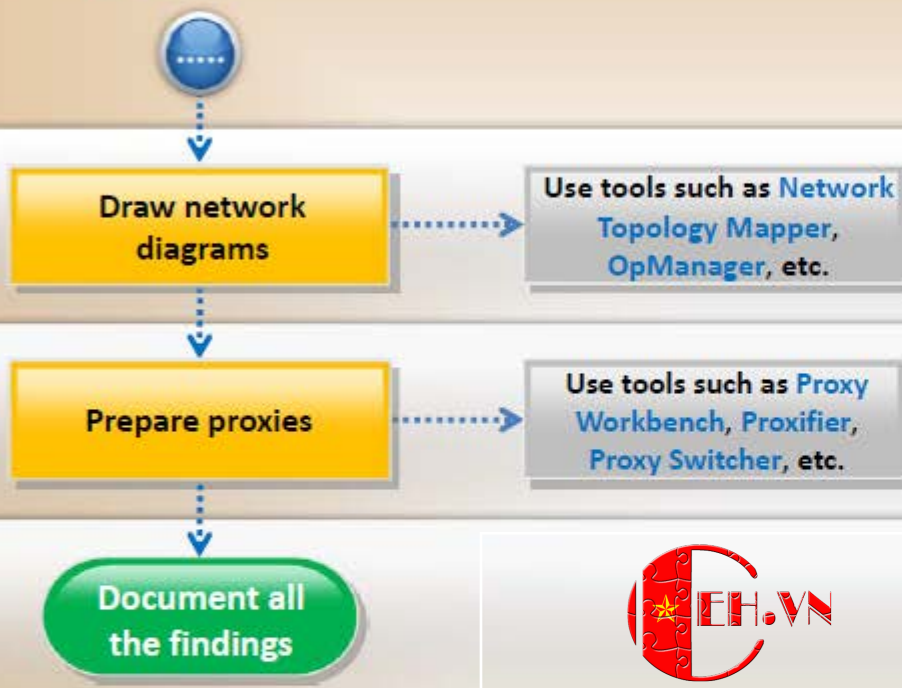 .....
Draw network
diagrams
Use tools such as Network
Topology Mapper,
OpManager, etc.
Prepare proxies
Use tools such as Proxy
Workbench, Proxifier,
Proxy Switcher, etc.
Document all
the findings
CEH.VN